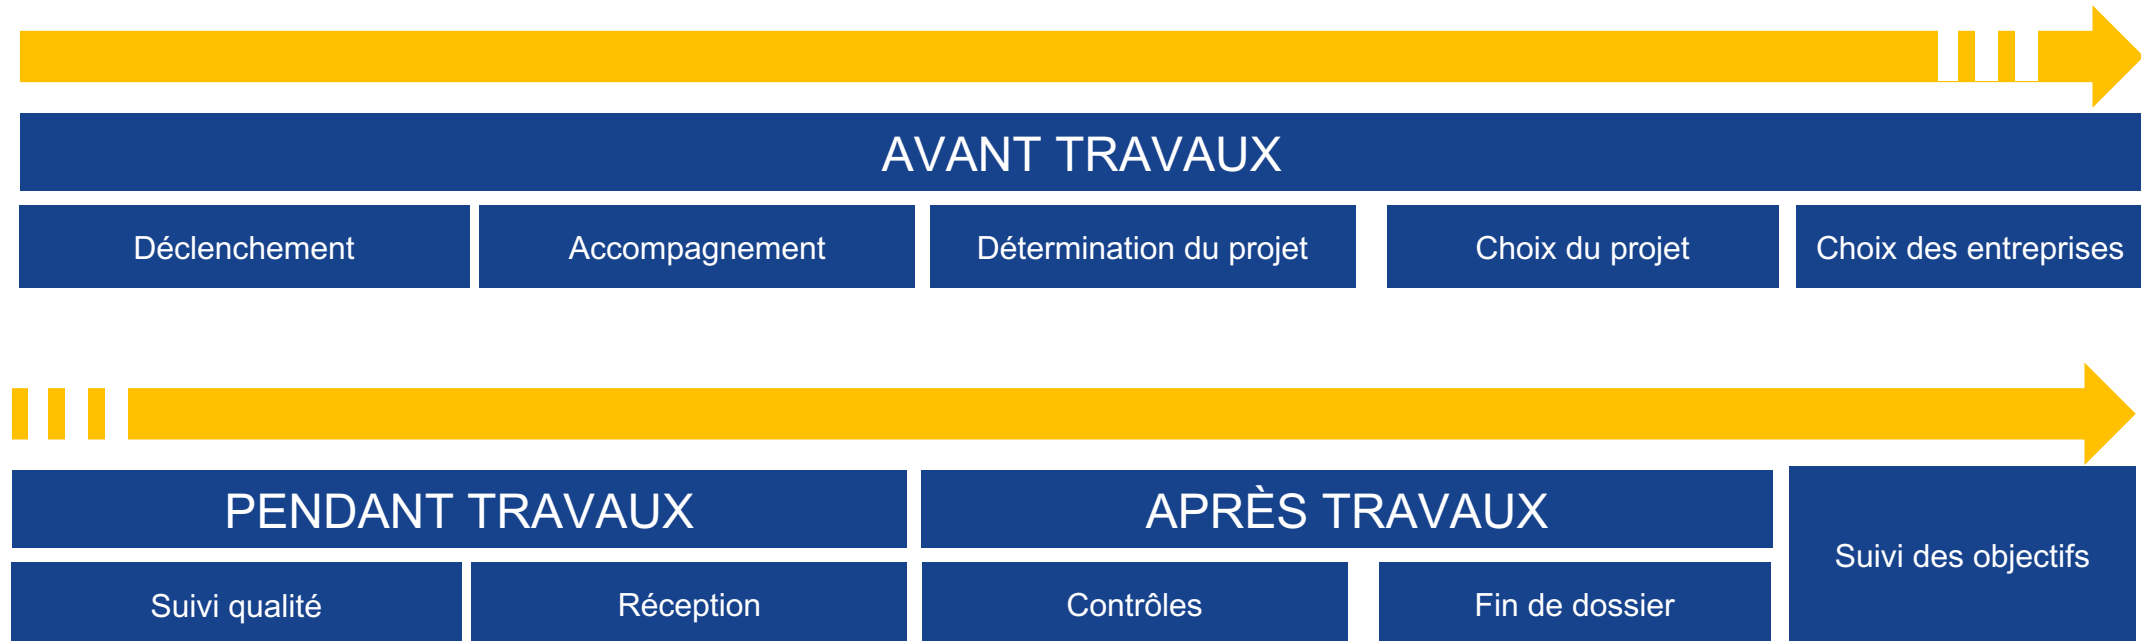 AVANT TRAVAUX
Déclenchement
Accompagnement
Détermination du projet
Choix du projet
Choix des entreprises
PENDANT TRAVAUX
APRÈS TRAVAUX
Suivi des objectifs
Suivi qualité
Réception
Contrôles
Fin de dossier